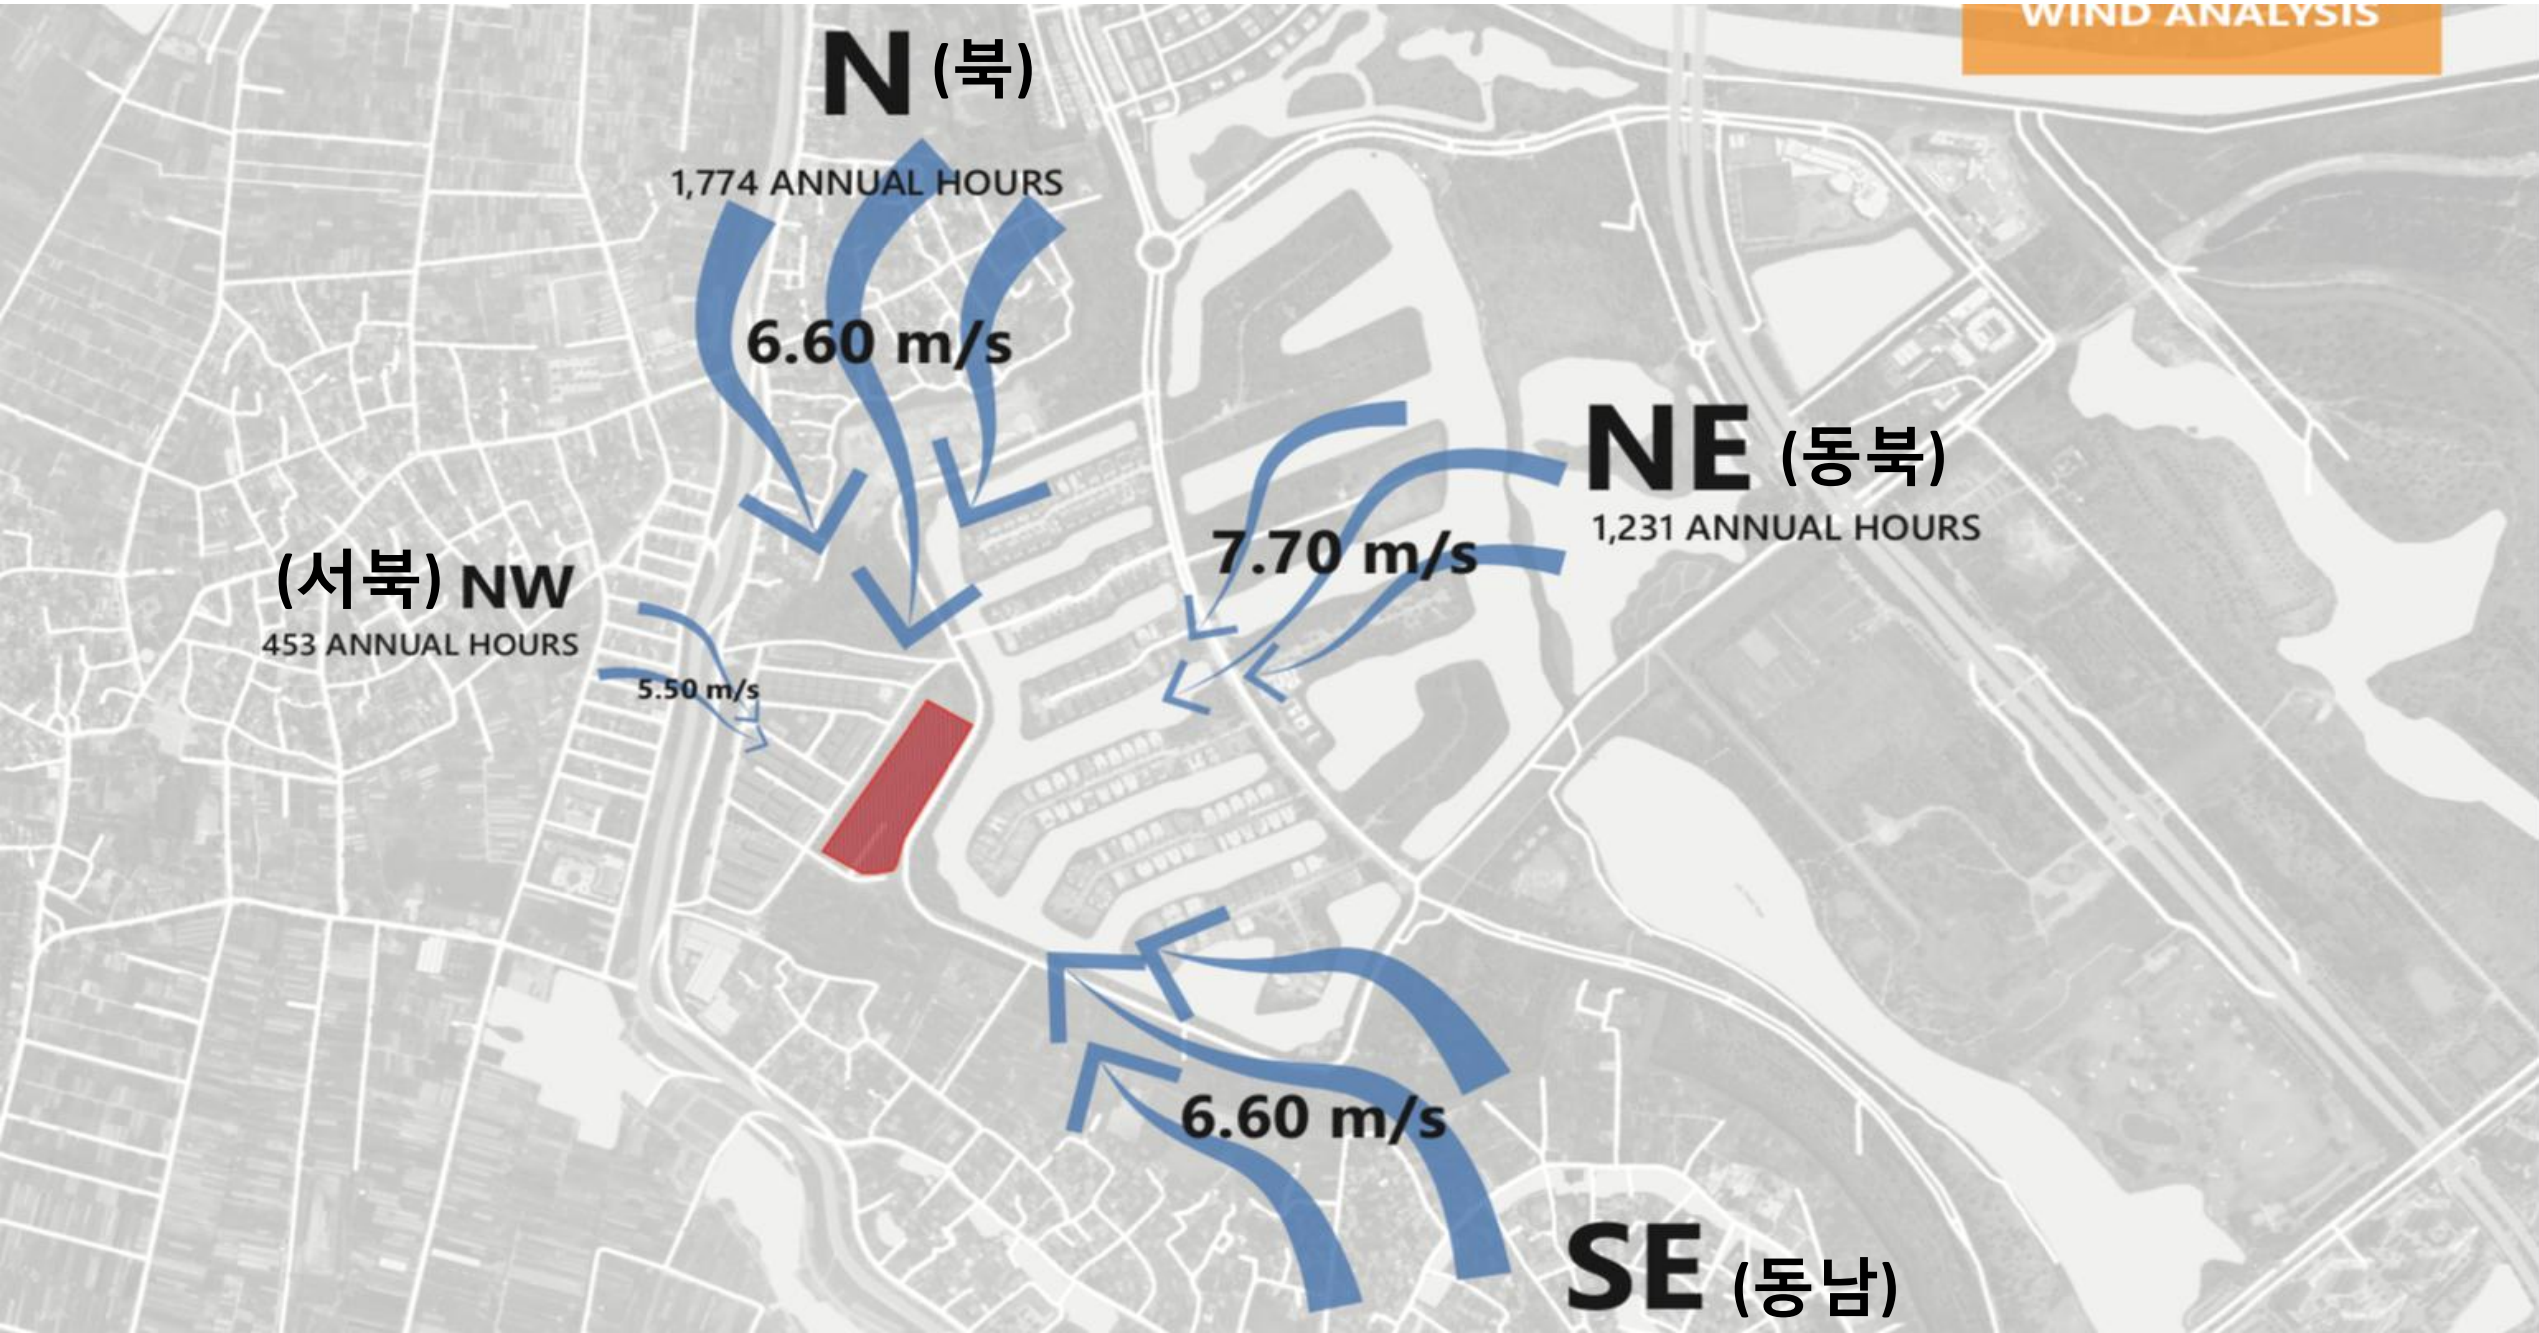 WIND ANALYSIS
N (북)
1,774 ANNUAL HOURS
6.60 m/s
NE (동북)
1,231 ANNUAL HOURS
7.70 m/s
(서북) NW
453 ANNUAL HOURS
5.50 m/s
6.60 m/s
SE (동남)